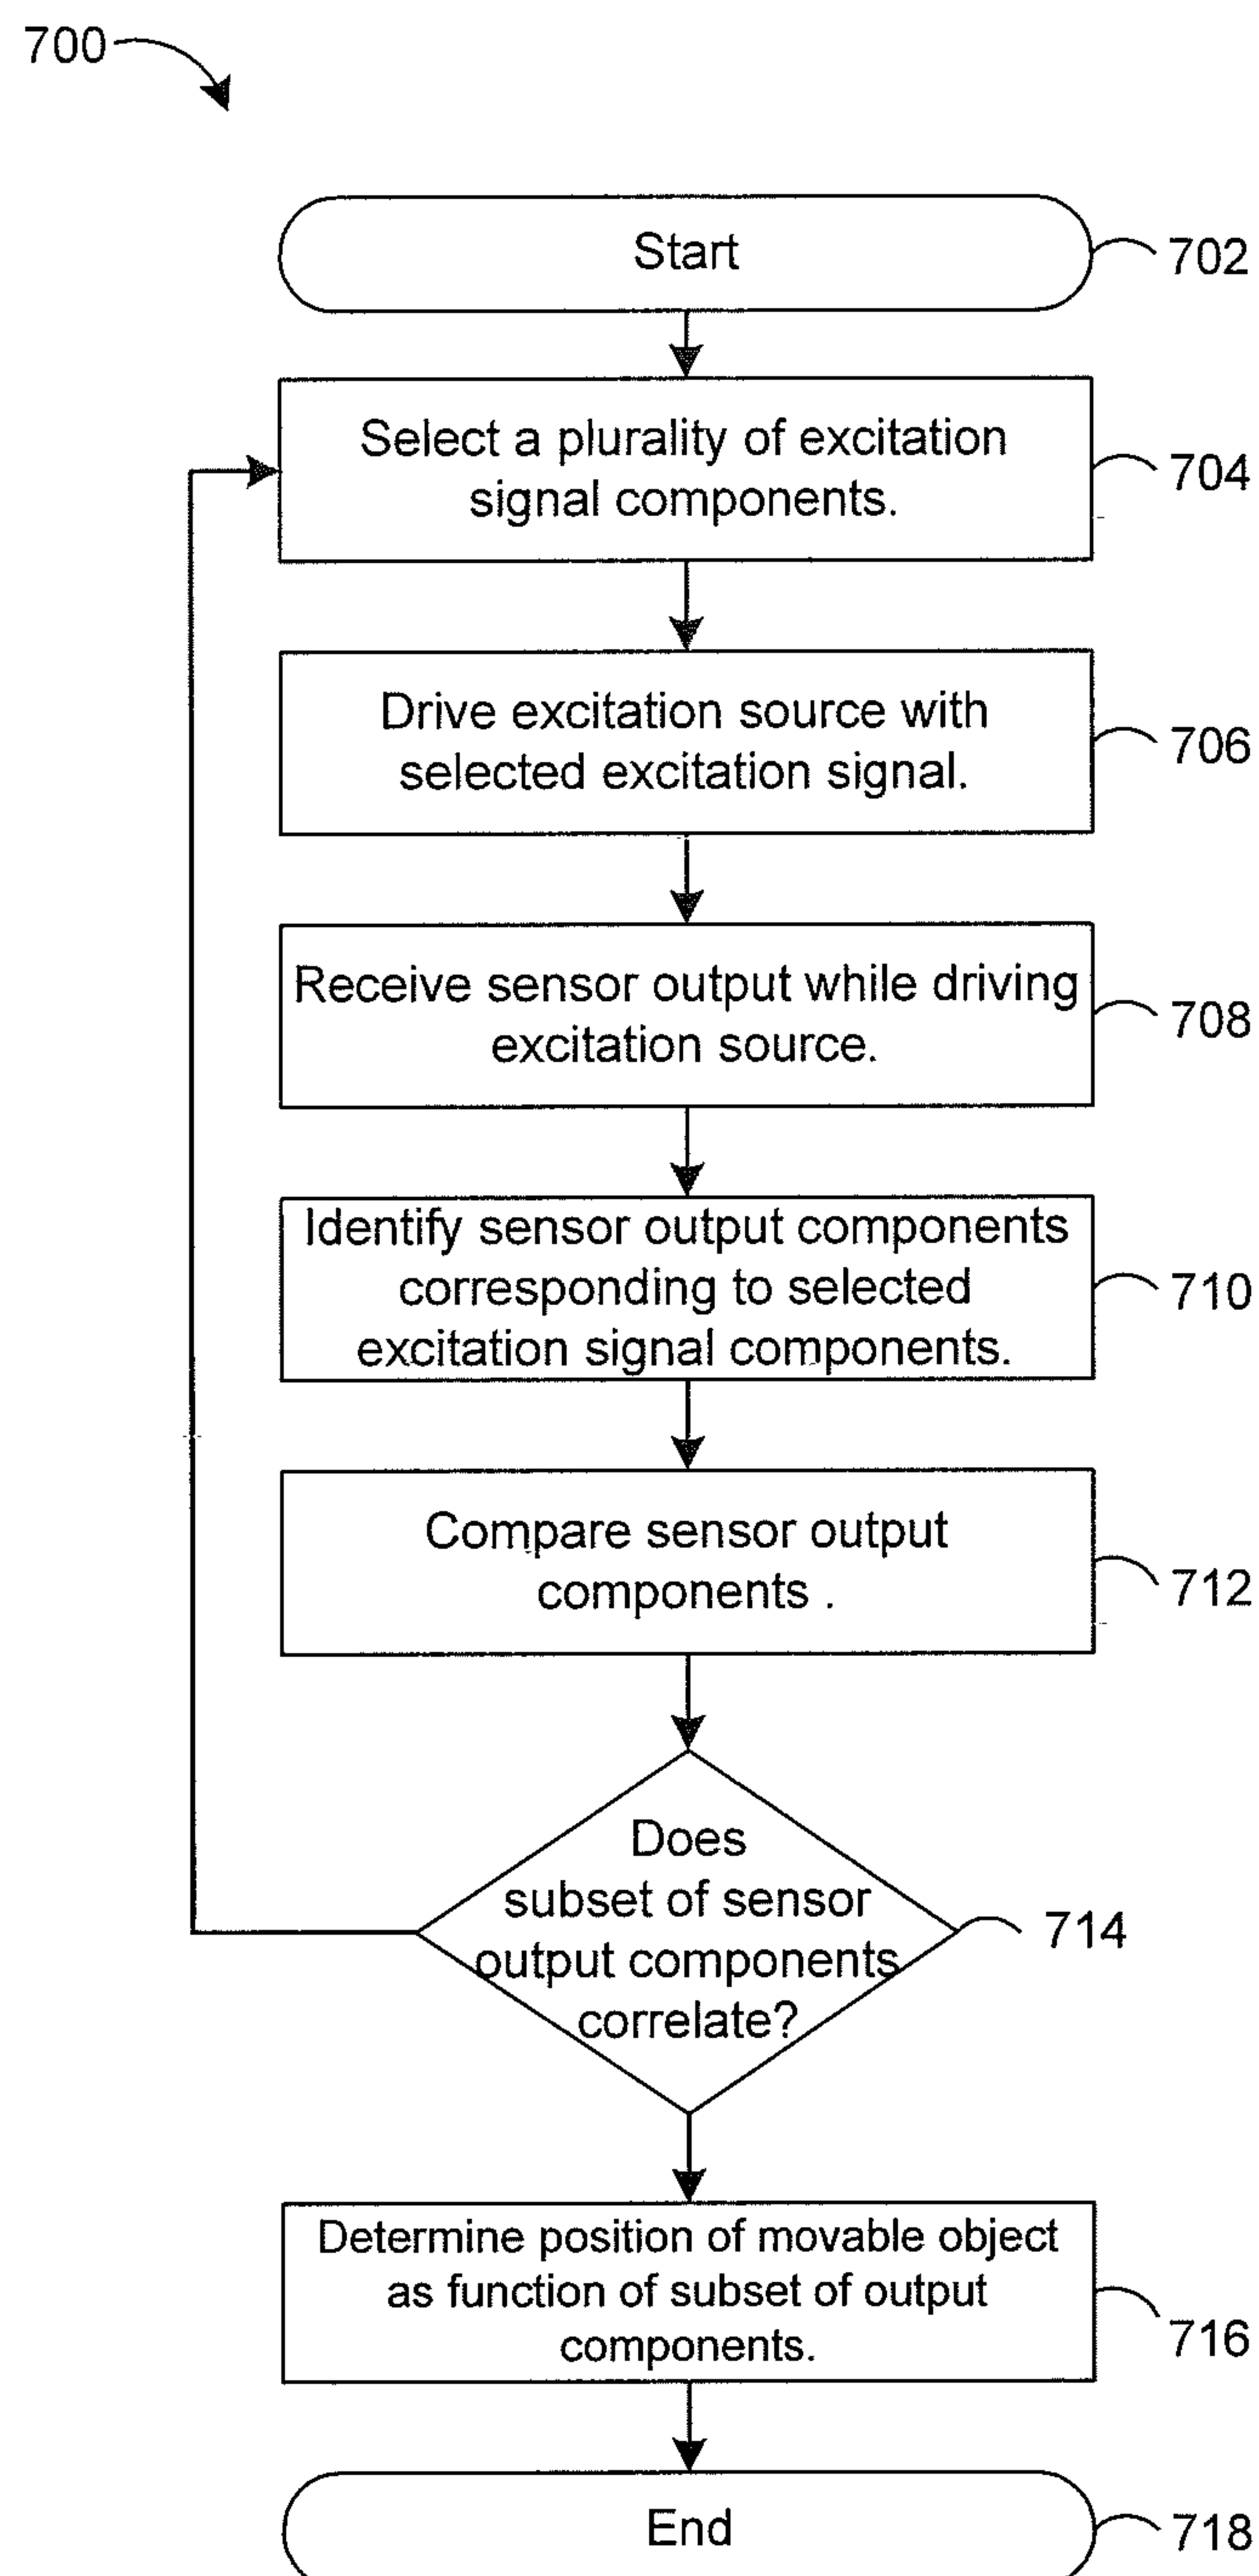 700
Start
702
Select a plurality of excitation
signal components.
704
Drive excitation source with
selected excitation signal.
706
Receive sensor output while driving
excitation source.
708
Identify sensor output components
corresponding to selected
excitation signal components.
710
Compare sensor output
components .
712
Does
subset of sensor
output components
correlate?
714
Determine position of movable object
as function of subset of output
components.
716
End
718